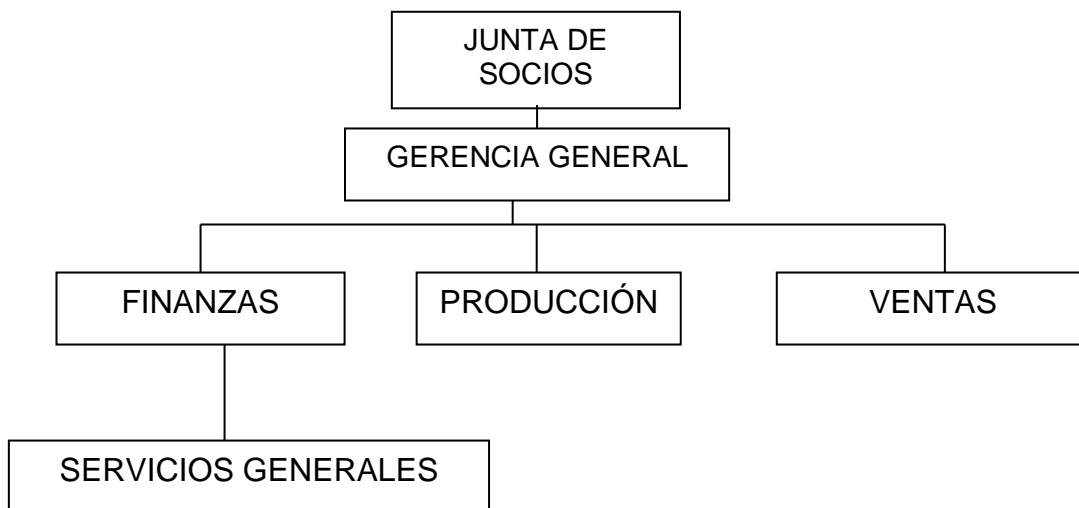 JUNTA DE
SOCIOS
GERENCIA GENERAL
FINANZAS
PRODUCCIÓN
VENTAS
SERVICIOS GENERALES